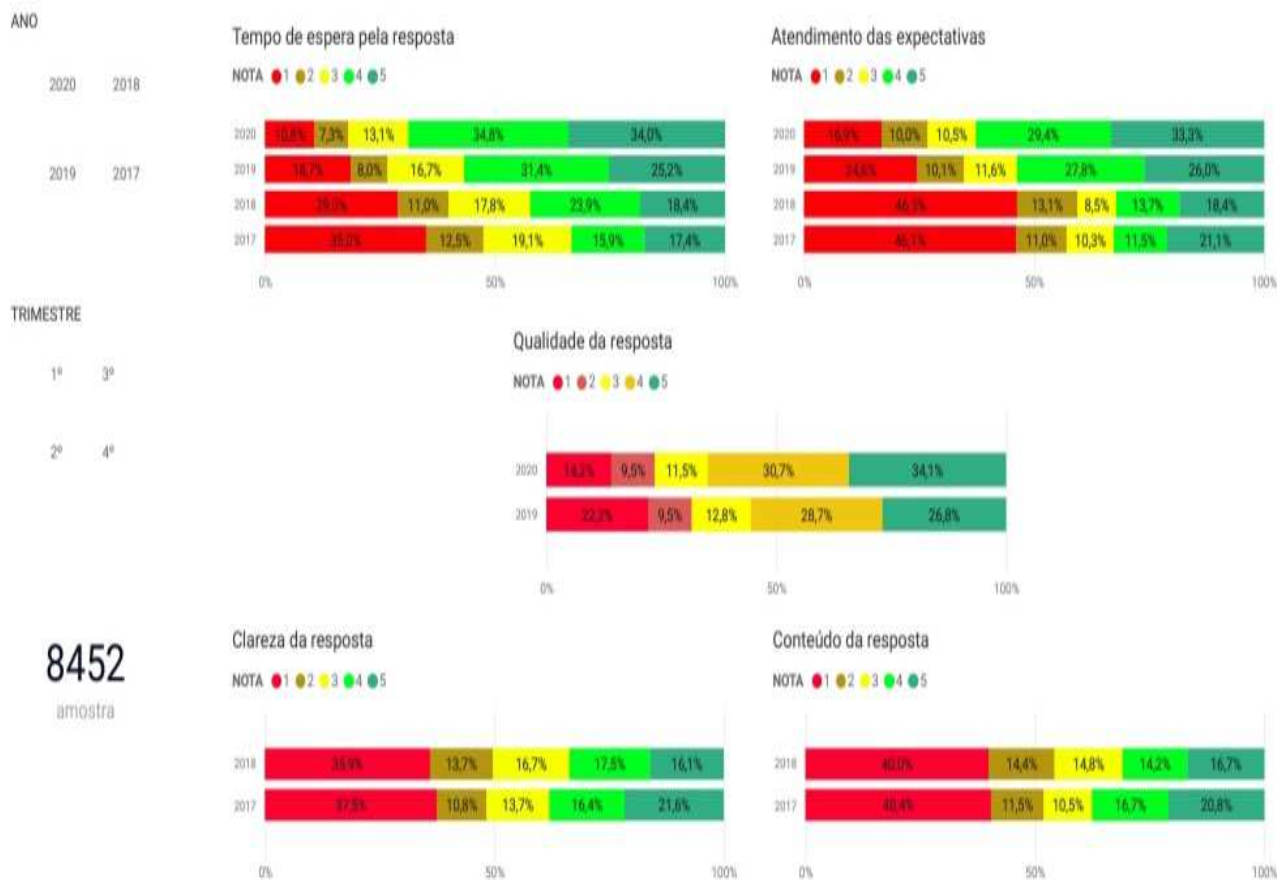 ANO
2020 2018
2019 2017
TRIMESTRE
1º 3º
2º 4º
8452
amostra
Tempo de espera pela resposta
NOTA 1 2 3 4 5
2020 10,8% 7,3% 13,1% 34,8% 34,0%
2019 18,7% 8,0% 16,7% 31,4% 25,2%
2018 11,0% 17,8% 23,9% 18,4%
2017 35,0% 12,5% 19,1% 15,9% 17,4%
0% 50% 100%
Atendimento das expectativas
NOTA 1 2 3 4 5
2020 16,9% 10,0% 10,5% 29,4% 33,3%
2019 10,1% 11,6% 27,8% 26,0%
2018 46,3% 13,1% 8,5% 13,7% 18,4%
2017 46,1% 11,0% 10,3% 11,5% 21,1%
0% 50% 100%
Qualidade da resposta
NOTA 1 2 3 4 5
2020 14,2% 9,5% 11,5% 30,7% 34,1%
2019 22,2% 9,5% 12,8% 28,7% 26,8%
0% 50% 100%
Clareza da resposta
NOTA 1 2 3 4 5
2018 35,9% 13,7% 16,7% 17,5% 16,1%
2017 37,5% 10,8% 13,7% 16,4% 21,6%
0% 50% 100%
Conteúdo da resposta
NOTA 1 2 3 4 5
2018 40,0% 14,4% 14,8% 14,2% 16,7%
2017 40,4% 11,5% 10,5% 16,7% 20,8%
0% 50% 100%